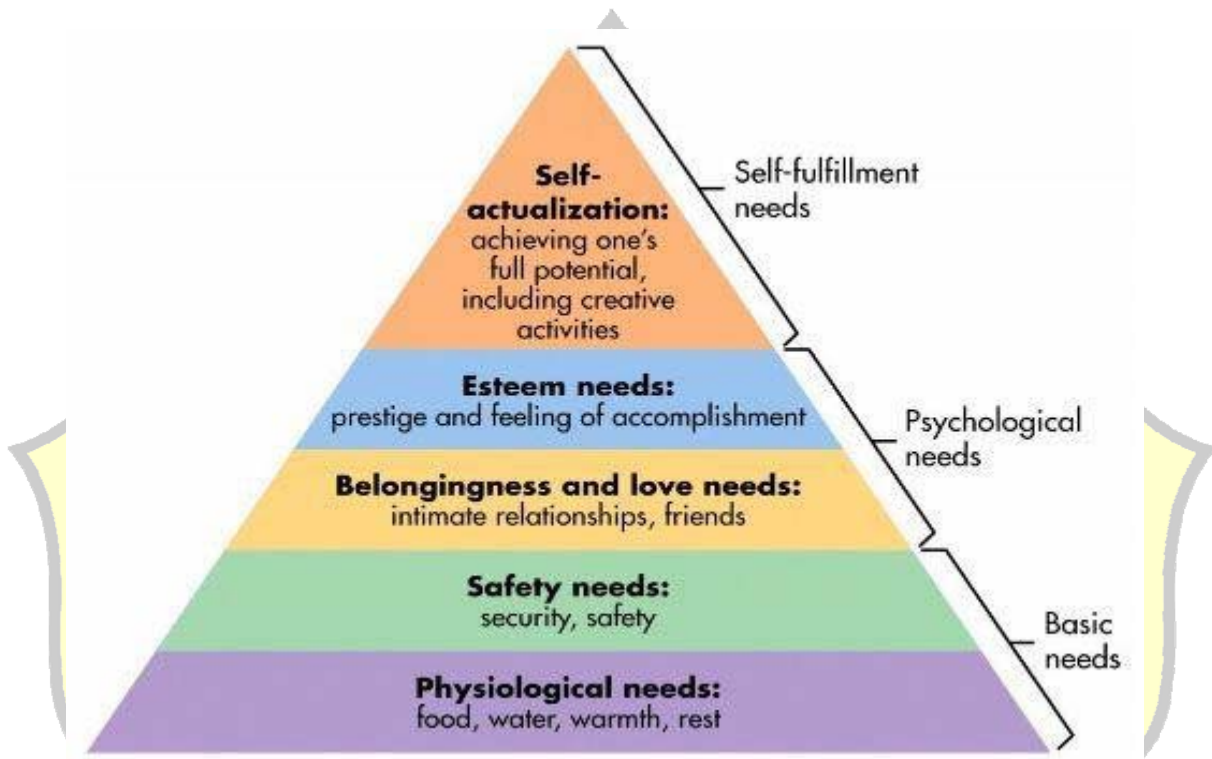 Self-
actualization:
achieving one's
full potential,
including creative
activities
Self-fulfillment
needs
Esteem needs:
prestige and feeling of accomplishment
Psychological
needs
Belongingness and love needs:
intimate relationships, friends
Safety needs:
security, safety
Basic
needs
Physiological needs:
food, water, warmth, rest